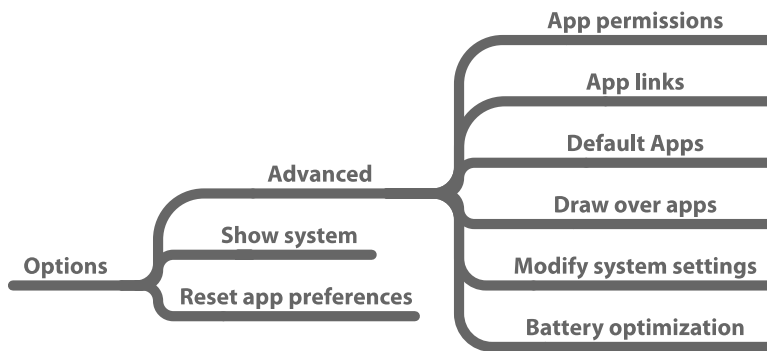 Options
Advanced
App permissions
App links
Default Apps
Draw over apps
Modify system settings
Battery optimization
Show system
Reset app preferences